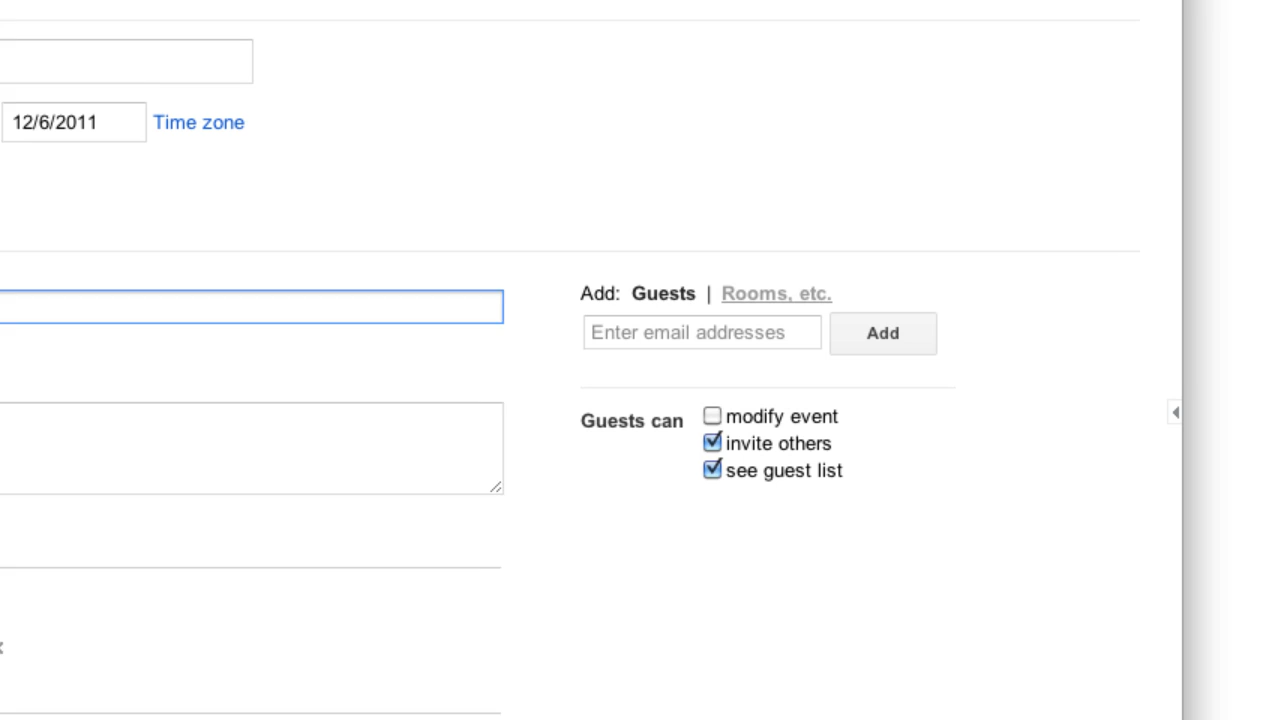 12/6/2011 Time zone
Add: Guests | Rooms, etc.
Enter email addresses Add
Guests can modify event
invite others
see guest list